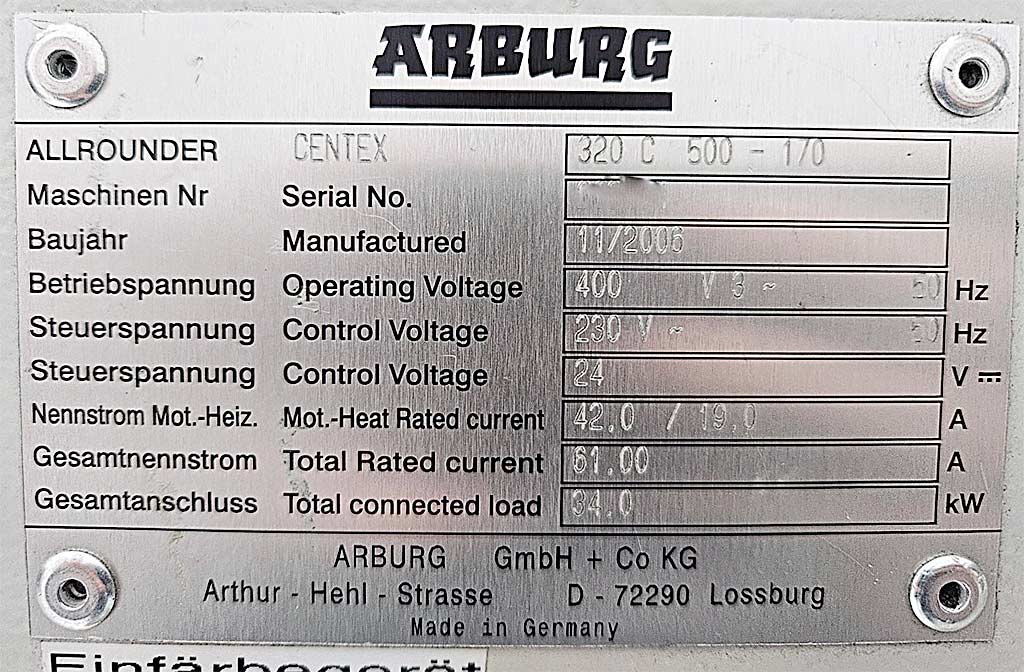 ARBURG
ALLROUNDER CENTEX 320 C 500 - 170
Maschinen Nr Serial No.
Baujahr Manufactured 11/2006
Betriebspannung Operating Voltage 400 V 3 ~ 50 Hz
Steuerspannung Control Voltage 230 V ~ 50 Hz
Steuerspannung Control Voltage 24 V ⎓
Nennstrom Mot.-Heiz. Mot.-Heat Rated current 42.0 / 19.0 A
Gesamtnennstrom Total Rated current 61.00 A
Gesamtanschluss Total connected load 34.0 kW
ARBURG GmbH + Co KG
Arthur - Hehl - Strasse D - 72290 Lossburg
Made in Germany
Einfärbegerät